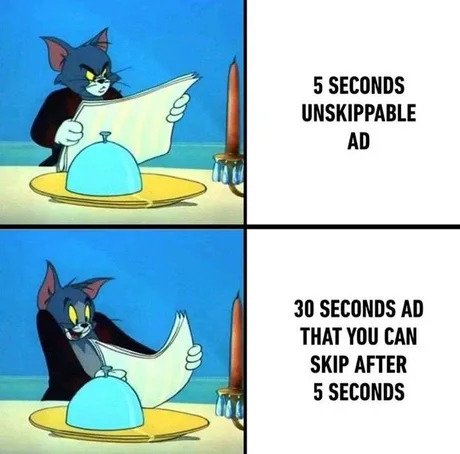 5 SECONDS
UNSKIPPABLE
AD
30 SECONDS AD
THAT YOU CAN
SKIP AFTER
5 SECONDS